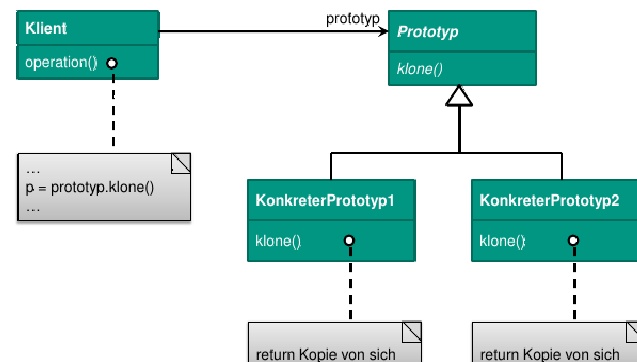 Klient
prototyp
Prototyp
operation()
klone()
…
p = prototyp.klone()
…
KonkreterPrototyp1
KonkreterPrototyp2
klone()
klone()
return Kopie von sich
return Kopie von sich